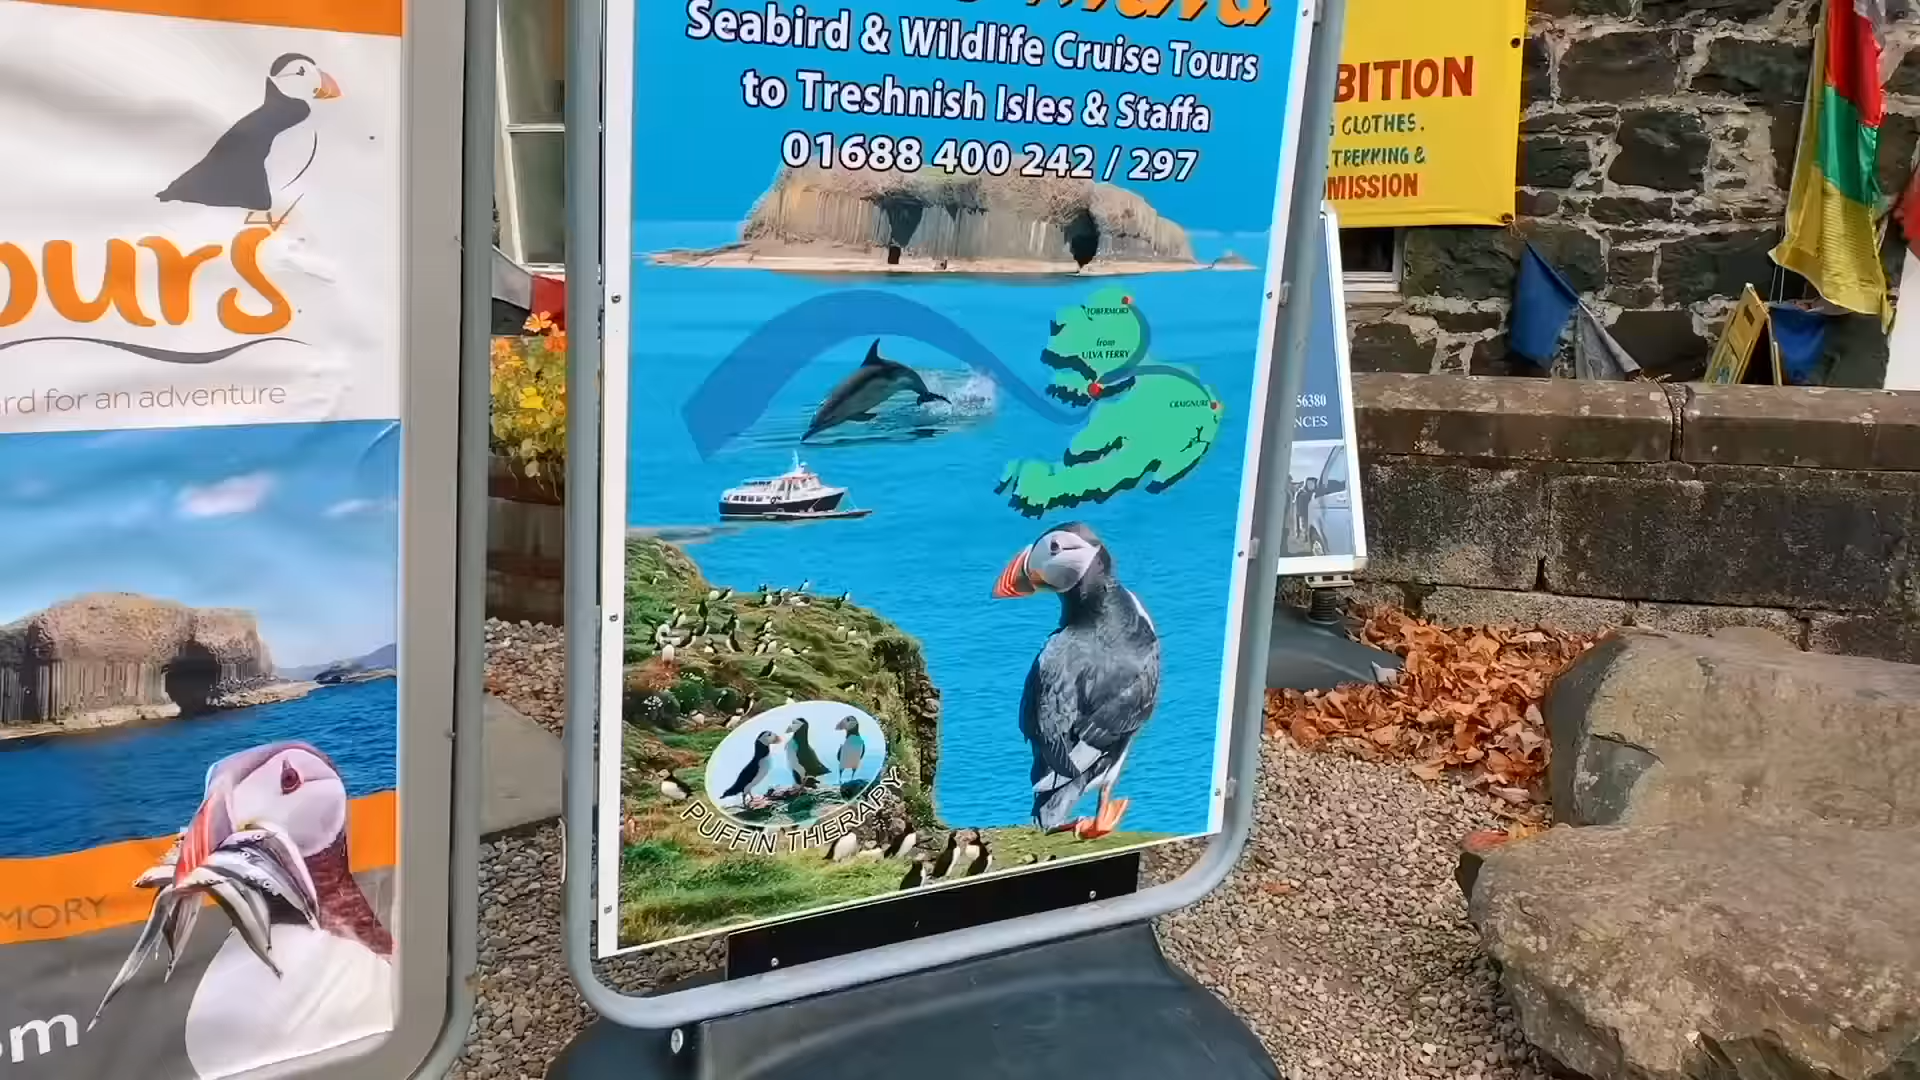 ours
rd for an adventure
MORY
om
Seabird & Wildlife Cruise Tours
to Treshnish Isles & Staffa
01688 400 242 / 297
TOBERMORY
from
ULVA FERRY
CRAIGNURE
PUFFIN THERAPY
BITION
G CLOTHES.
TREKKING &
MISSION
56380
NCES